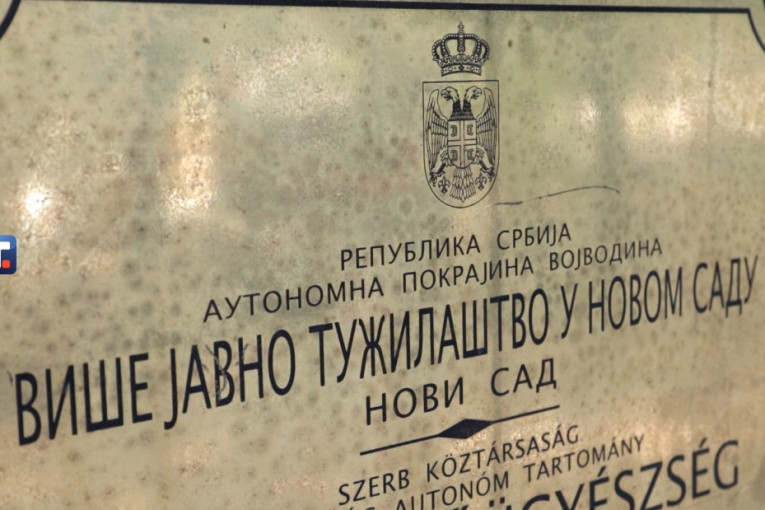 РЕПУБЛИКА СРБИЈА
АУТОНОМНА ПОКРАЈИНА ВОЈВОДИНА
ВИШЕ ЈАВНО ТУЖИЛАШТВО У НОВОМ САДУ
НОВИ САД
SZERB KÖZTÁRSASÁG
AUTONÓM TARTOMÁNY